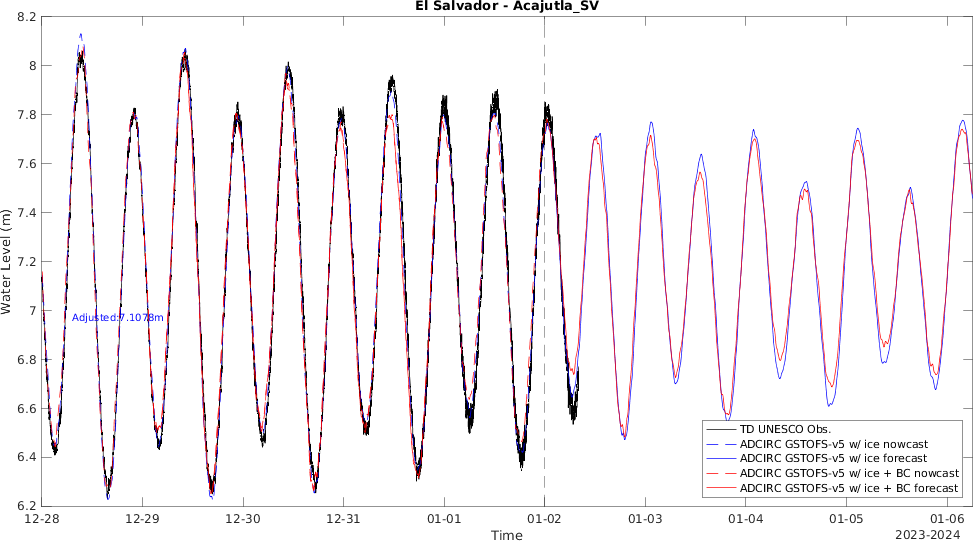 El Salvador - Acajutla_SV
Water Level (m)
8.2
8
7.8
7.6
7.4
7.2
7
6.8
6.6
6.4
6.2
Adjusted:7.1078m
TD UNESCO Obs.
ADCIRC GSTOFS-v5 w/ ice nowcast
ADCIRC GSTOFS-v5 w/ ice forecast
ADCIRC GSTOFS-v5 w/ ice + BC nowcast
ADCIRC GSTOFS-v5 w/ ice + BC forecast
12-28
12-29
12-30
12-31
01-01
01-02
01-03
01-04
01-05
01-06
Time
2023-2024